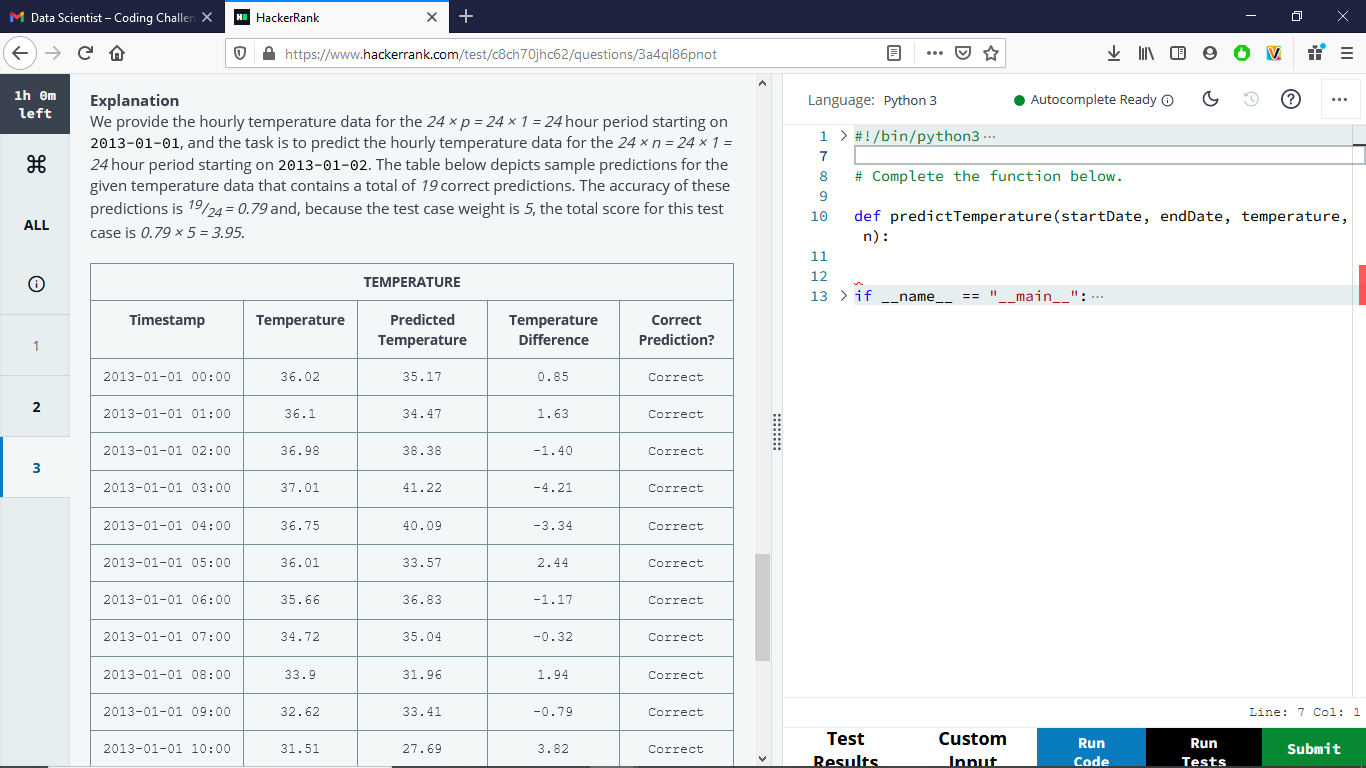 Data Scientist – Coding Challen
HackerRank
https://www.hackerrank.com/test/c8ch70jhc62/questions/3a4ql86pnot
1h 0m
left
ALL
1
2
3
Explanation
We provide the hourly temperature data for the 24 × p = 24 × 1 = 24 hour period starting on
2013-01-01, and the task is to predict the hourly temperature data for the 24 × n = 24 × 1 =
24 hour period starting on 2013-01-02. The table below depicts sample predictions for the
given temperature data that contains a total of 19 correct predictions. The accuracy of these
predictions is 19/24 = 0.79 and, because the test case weight is 5, the total score for this test
case is 0.79 × 5 = 3.95.
TEMPERATURE
Timestamp Temperature Predicted Temperature Temperature Difference Correct Prediction?
2013-01-01 00:00 36.02 35.17 0.85 Correct
2013-01-01 01:00 36.1 34.47 1.63 Correct
2013-01-01 02:00 36.98 38.38 -1.40 Correct
2013-01-01 03:00 37.01 41.22 -4.21 Correct
2013-01-01 04:00 36.75 40.09 -3.34 Correct
2013-01-01 05:00 36.01 33.57 2.44 Correct
2013-01-01 06:00 35.66 36.83 -1.17 Correct
2013-01-01 07:00 34.72 35.04 -0.32 Correct
2013-01-01 08:00 33.9 31.96 1.94 Correct
2013-01-01 09:00 32.62 33.41 -0.79 Correct
2013-01-01 10:00 31.51 27.69 3.82 Correct
Language: Python 3
Autocomplete Ready
1 #!/bin/python3 ···
7
8 # Complete the function below.
9
10 def predictTemperature(startDate, endDate, temperature,
n):
11
12
13 if __name__ == "__main__": ···
Line: 7 Col: 1
Test
Results
Custom
Input
Run
Code
Run
Tests
Submit